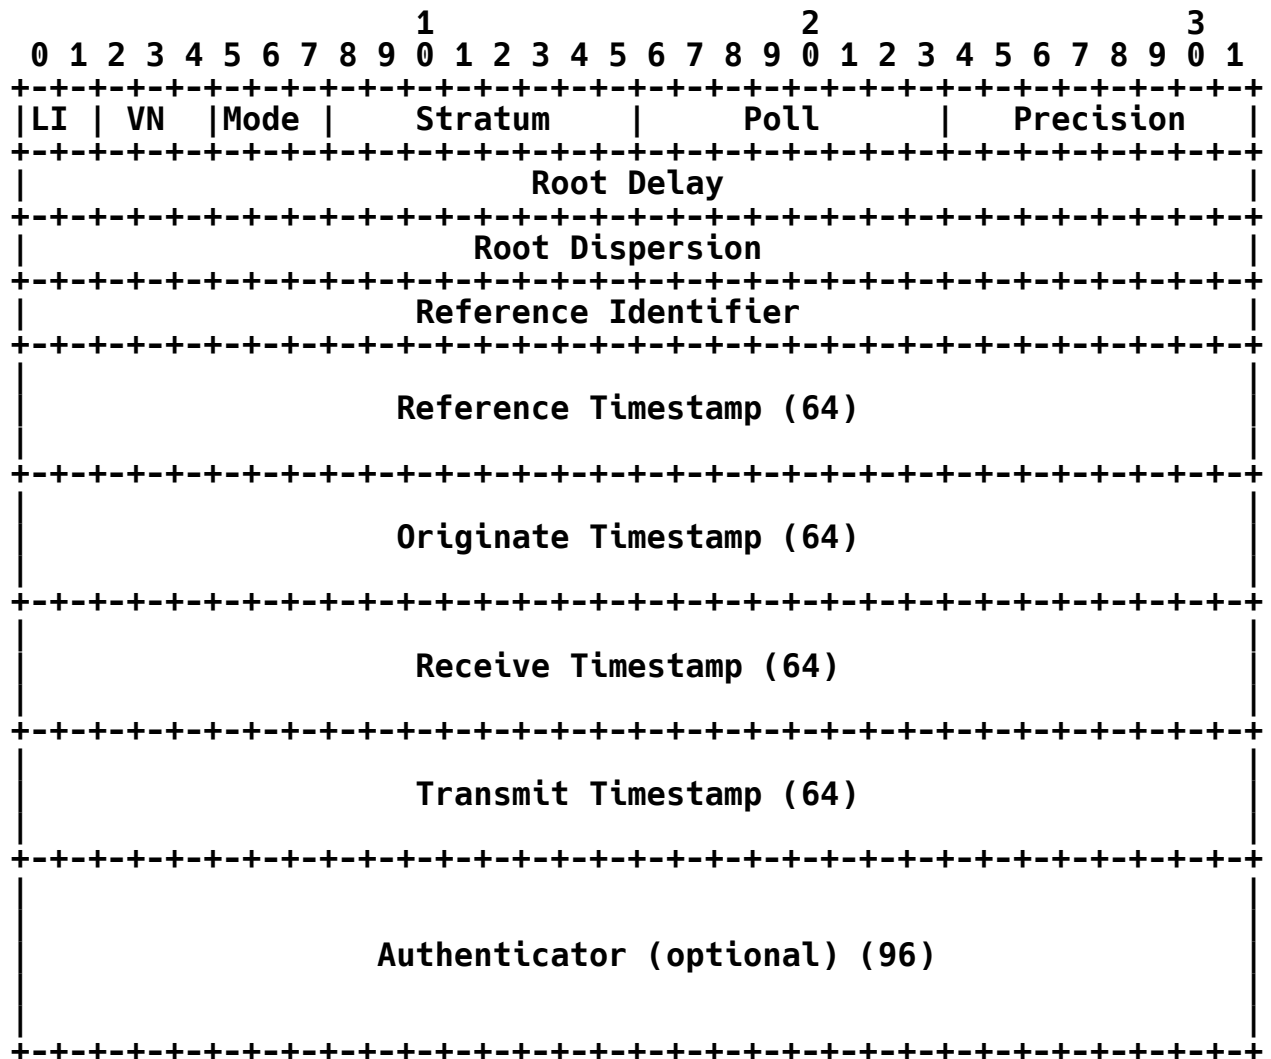 1                   2                   3
 0 1 2 3 4 5 6 7 8 9 0 1 2 3 4 5 6 7 8 9 0 1 2 3 4 5 6 7 8 9 0 1
+-+-+-+-+-+-+-+-+-+-+-+-+-+-+-+-+-+-+-+-+-+-+-+-+-+-+-+-+-+-+-+-+
|LI | VN  |Mode |    Stratum    |     Poll      |   Precision   |
+-+-+-+-+-+-+-+-+-+-+-+-+-+-+-+-+-+-+-+-+-+-+-+-+-+-+-+-+-+-+-+-+
|                          Root Delay                           |
+-+-+-+-+-+-+-+-+-+-+-+-+-+-+-+-+-+-+-+-+-+-+-+-+-+-+-+-+-+-+-+-+
|                       Root Dispersion                         |
+-+-+-+-+-+-+-+-+-+-+-+-+-+-+-+-+-+-+-+-+-+-+-+-+-+-+-+-+-+-+-+-+
|                    Reference Identifier                       |
+-+-+-+-+-+-+-+-+-+-+-+-+-+-+-+-+-+-+-+-+-+-+-+-+-+-+-+-+-+-+-+-+
|                                                               |
|                   Reference Timestamp (64)                    |
|                                                               |
+-+-+-+-+-+-+-+-+-+-+-+-+-+-+-+-+-+-+-+-+-+-+-+-+-+-+-+-+-+-+-+-+
|                                                               |
|                   Originate Timestamp (64)                    |
|                                                               |
+-+-+-+-+-+-+-+-+-+-+-+-+-+-+-+-+-+-+-+-+-+-+-+-+-+-+-+-+-+-+-+-+
|                                                               |
|                    Receive Timestamp (64)                     |
|                                                               |
+-+-+-+-+-+-+-+-+-+-+-+-+-+-+-+-+-+-+-+-+-+-+-+-+-+-+-+-+-+-+-+-+
|                                                               |
|                    Transmit Timestamp (64)                    |
|                                                               |
+-+-+-+-+-+-+-+-+-+-+-+-+-+-+-+-+-+-+-+-+-+-+-+-+-+-+-+-+-+-+-+-+
|                                                               |
|                                                               |
|                  Authenticator (optional) (96)                |
|                                                               |
|                                                               |
+-+-+-+-+-+-+-+-+-+-+-+-+-+-+-+-+-+-+-+-+-+-+-+-+-+-+-+-+-+-+-+-+